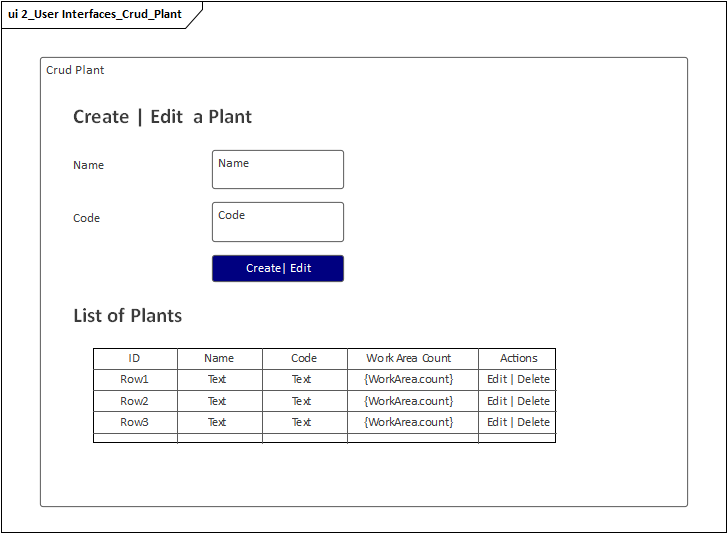 ui 2_User Interfaces_Crud_Plant
Crud Plant
Create | Edit  a Plant
Name Name
Code Code
Create| Edit
List of Plants
ID Name Code Work Area Count Actions
Row1 Text Text {WorkArea.count} Edit | Delete
Row2 Text Text {WorkArea.count} Edit | Delete
Row3 Text Text {WorkArea.count} Edit | Delete